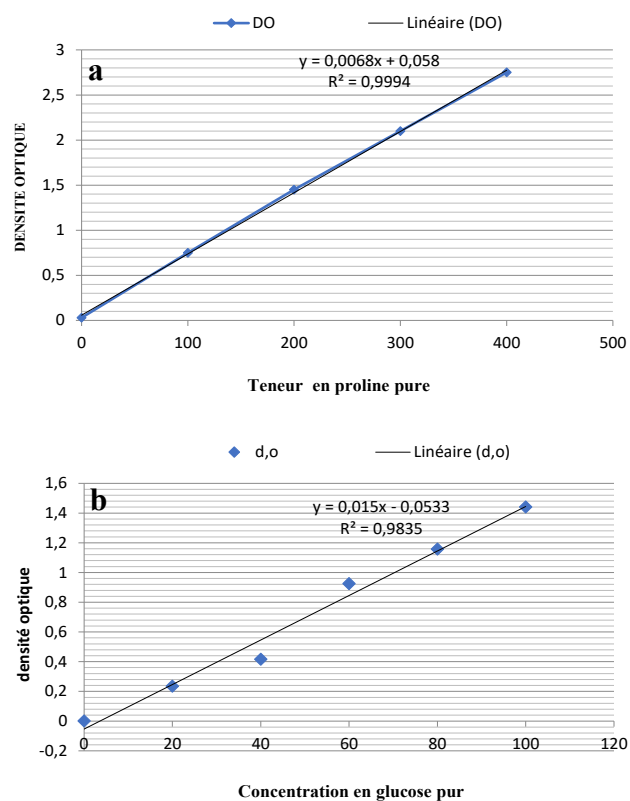 DO Linéaire (DO)
a
y = 0,0068x + 0,058
R² = 0,9994
DENSITE OPTIQUE
3
2,5
2
1,5
1
0,5
0
0 100 200 300 400 500
Teneur en proline pure
d,o Linéaire (d,o)
b
y = 0,015x - 0,0533
R² = 0,9835
densité optique
1,6
1,4
1,2
1
0,8
0,6
0,4
0,2
0
-0,2
0 20 40 60 80 100 120
Concentration en glucose pur